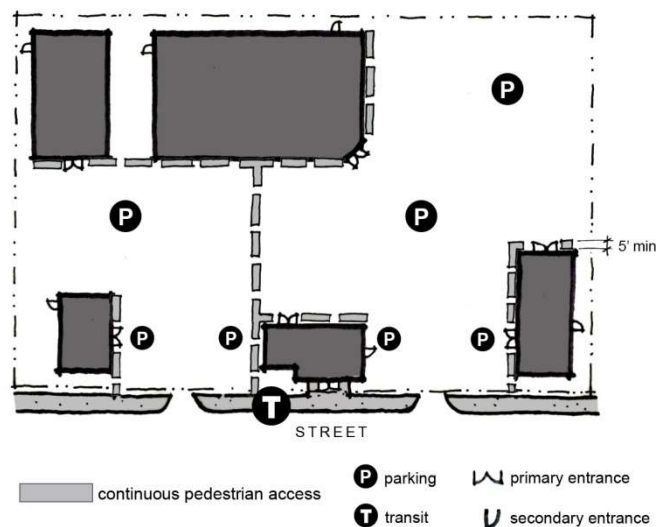 P
P
P
5' min
P
P
P
P
T
STREET
continuous pedestrian access
P parking
primary entrance
T transit
secondary entrance